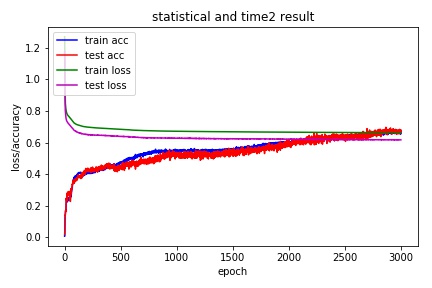 statistical and time2 result
train acc
test acc
train loss
test loss
loss/accuracy
1.2
1.0
0.8
0.6
0.4
0.2
0.0
0 500 1000 1500 2000 2500 3000
epoch